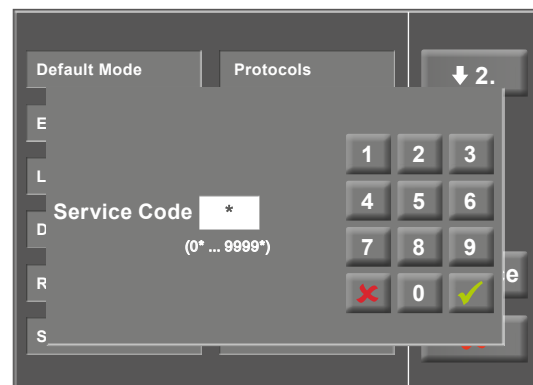 Default Mode
Protocols
2.
E
L
D
R
S
e
Service Code
*
(0* ... 9999*)
1 2 3
4 5 6
7 8 9
0